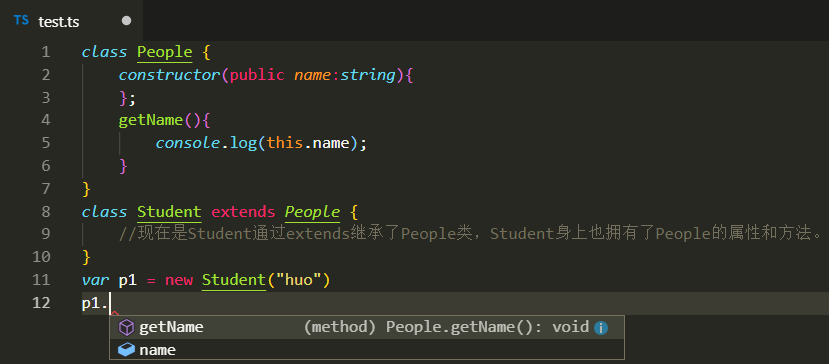 TS test.ts
1 class People {
2 constructor(public name:string){
3 };
4 getName(){
5 console.log(this.name);
6 }
7 }
8 class Student extends People {
9 //现在是Student通过extends继承了People类，Student身上也拥有了People的属性和方法。
10 }
11 var p1 = new Student("huo")
12 p1.
getName (method) People.getName(): void
name